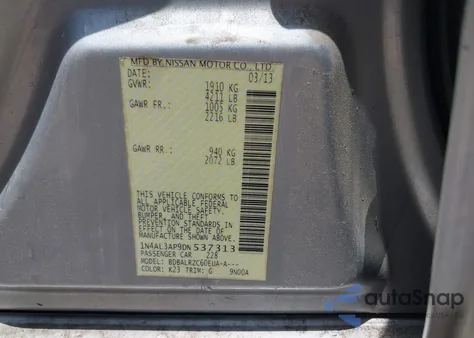 MFD BY NISSAN MOTOR CO., LTD.
DATE: 03/13
GVWR: 1910 KG
4211 LB
GAWR FR.: 1005 KG
2216 LB
GAWR RR.: 940 KG
2072 LB
THIS VEHICLE CONFORMS TO
ALL APPLICABLE FEDERAL
MOTOR VEHICLE SAFETY,
BUMPER, AND THEFT
PREVENTION STANDARDS IN
EFFECT ON THE DATE OF
MANUFACTURE SHOWN ABOVE.
1N4AL3AP9DN 537313
PASSENGER CAR 228
MODEL: BDBALRZC60EUA-A---
COLOR: K23 TRIM: G 9N00A
autoSnap